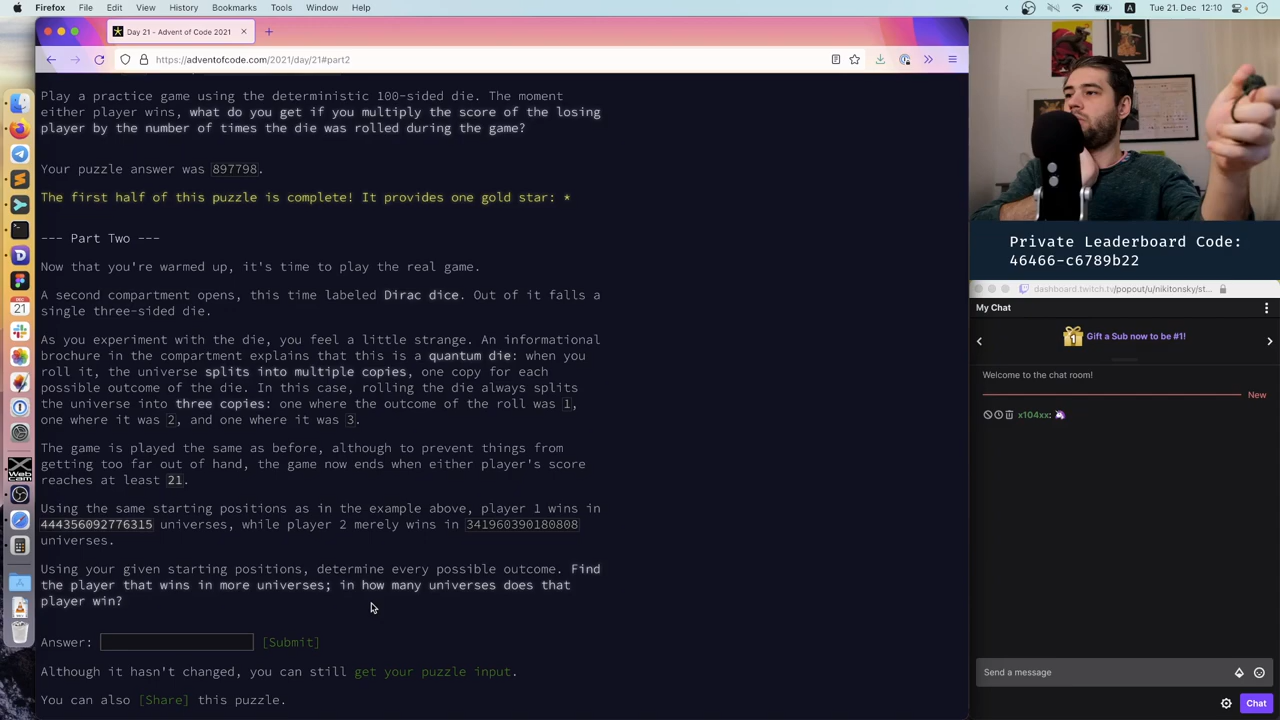 Firefox File Edit View History Bookmarks Tools Window Help A Tue 21. Dec 12:10
Day 21 - Advent of Code 2021
https://adventofcode.com/2021/day/21#part2
Play a practice game using the deterministic 100-sided die. The moment
either player wins, what do you get if you multiply the score of the losing
player by the number of times the die was rolled during the game?
Your puzzle answer was 897798.
The first half of this puzzle is complete! It provides one gold star: *
--- Part Two ---
Now that you're warmed up, it's time to play the real game.
A second compartment opens, this time labeled Dirac dice. Out of it falls a
single three-sided die.
As you experiment with the die, you feel a little strange. An informational
brochure in the compartment explains that this is a quantum die: when you
roll it, the universe splits into multiple copies, one copy for each
possible outcome of the die. In this case, rolling the die always splits
the universe into three copies: one where the outcome of the roll was 1,
one where it was 2, and one where it was 3.
The game is played the same as before, although to prevent things from
getting too far out of hand, the game now ends when either player's score
reaches at least 21.
Using the same starting positions as in the example above, player 1 wins in
444356092776315 universes, while player 2 merely wins in 341960390180808
universes.
Using your given starting positions, determine every possible outcome. Find
the player that wins in more universes; in how many universes does that
player win?
Answer: [Submit]
Although it hasn't changed, you can still get your puzzle input.
You can also [Share] this puzzle.
Private Leaderboard Code:
46466-c6789b22
dashboard.twitch.tv/popout/u/nikitonsky/st...
My Chat
Gift a Sub now to be #1!
Welcome to the chat room!
New
x104xx:
Send a message
Chat